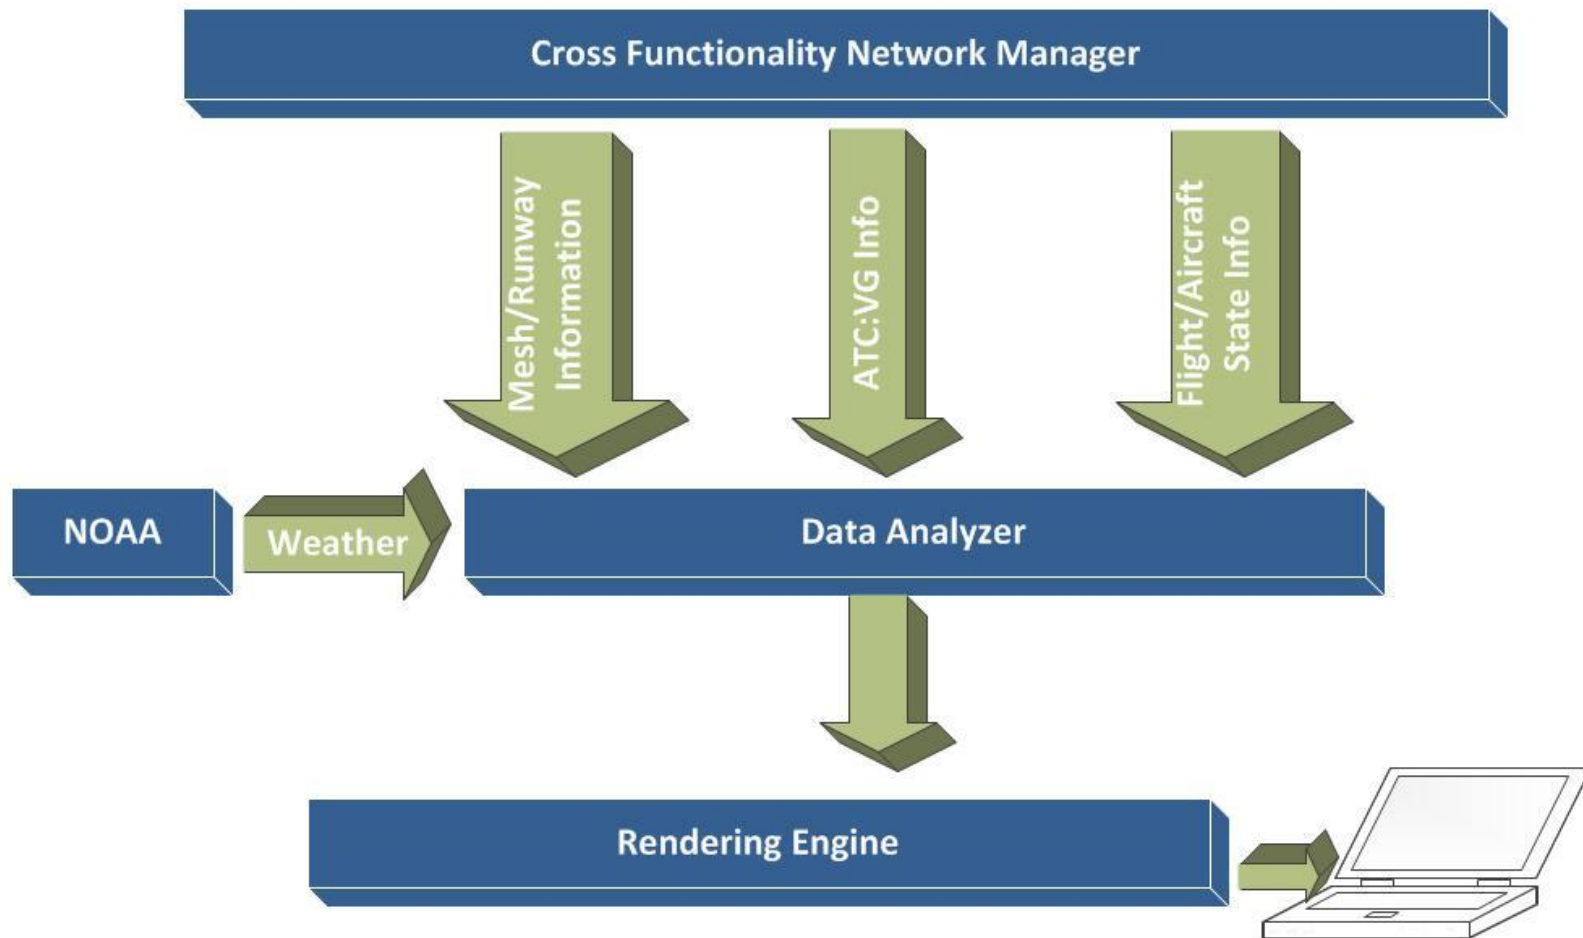 Cross Functionality Network Manager
Mesh/Runway
Information
ATC:VG Info
Flight/Aircraft
State Info
NOAA
Weather
Data Analyzer
Rendering Engine